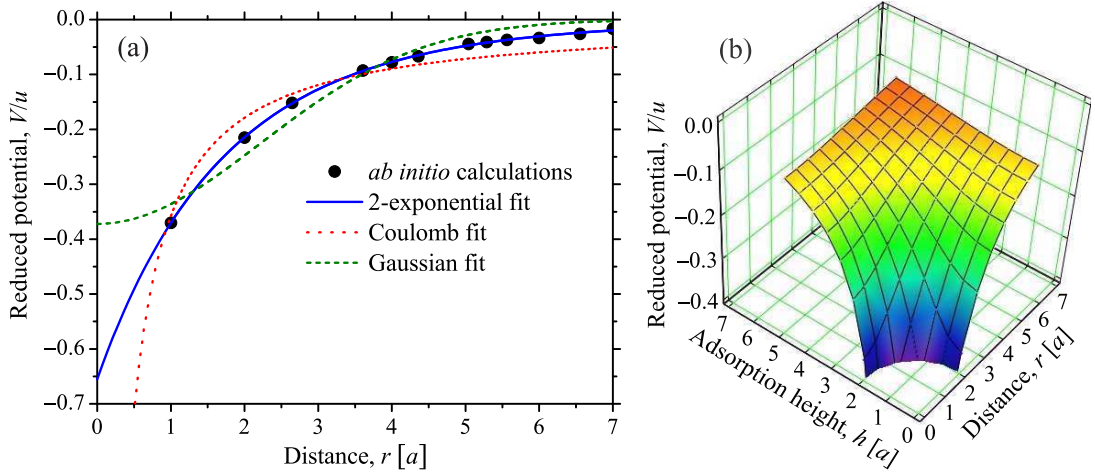 (a)
Reduced potential, V/u
0.0
−0.1
−0.2
−0.3
−0.4
−0.5
−0.6
−0.7
ab initio calculations
2-exponential fit
Coulomb fit
Gaussian fit
0 1 2 3 4 5 6 7
Distance, r [a]
(b)
Reduced potential, V/u
0.0
−0.1
−0.2
−0.3
−0.4
7 6 5 4 3 2 1 0
Adsorption height, h [a]
0 1 2 3 4 5 6 7
Distance, r [a]